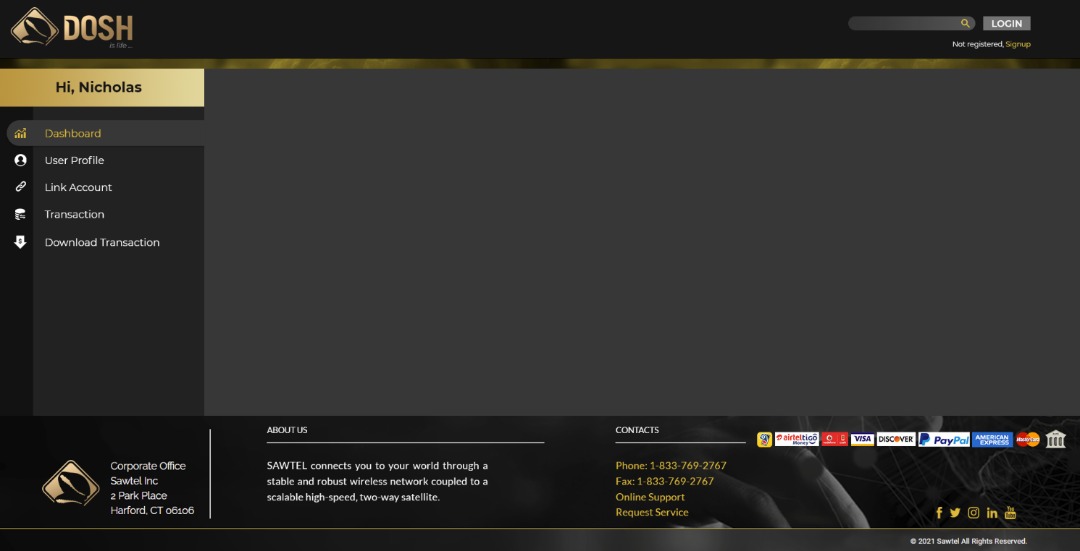 DOSH
is life...
LOGIN
Not registered, Signup
Hi, Nicholas
Dashboard
User Profile
Link Account
Transaction
Download Transaction
Corporate Office
Sawtel Inc
2 Park Place
Harford, CT 06106
ABOUT US
SAWTEL connects you to your world through a
stable and robust wireless network coupled to a
scalable high-speed, two-way satellite.
CONTACTS
Phone: 1-833-769-2767
Fax: 1-833-769-2767
Online Support
Request Service
airteltigo
Money
VISA
DISCOVER
PayPal
AMERICAN
EXPRESS
MasterCard
You
Tube
© 2021 Sawtel All Rights Reserved.